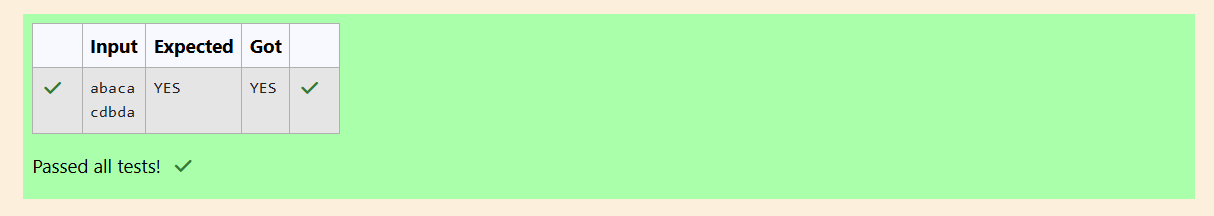 Input Expected Got
abaca YES YES
cdbda
Passed all tests!